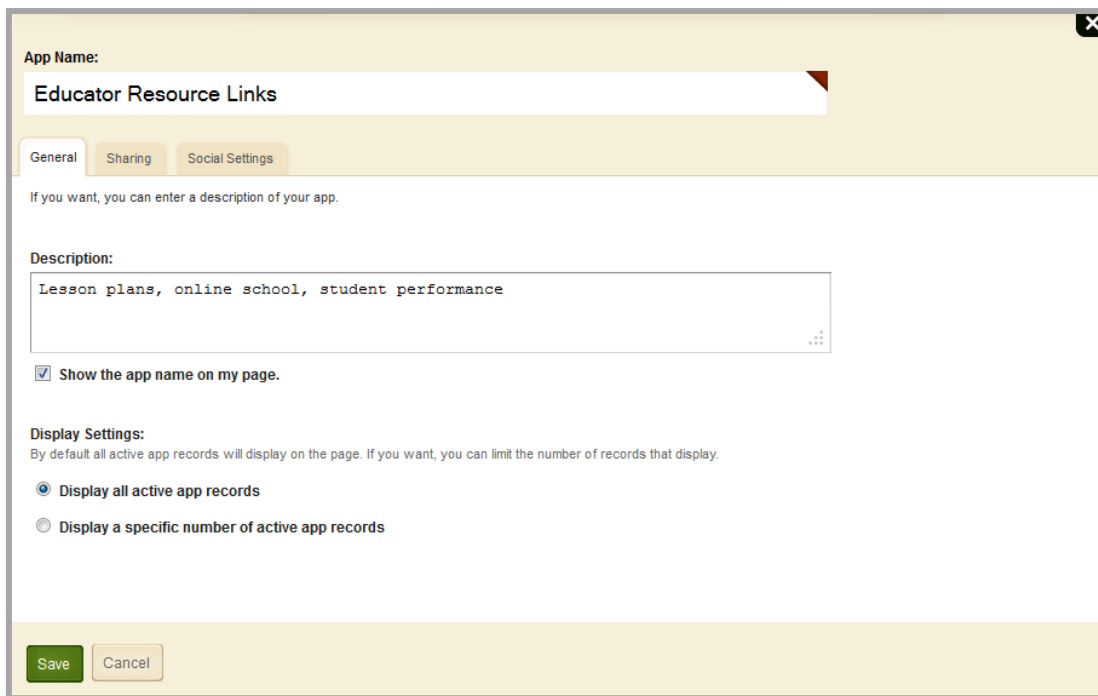 App Name:
Educator Resource Links
General Sharing Social Settings
If you want, you can enter a description of your app.
Description:
Lesson plans, online school, student performance
Show the app name on my page.
Display Settings:
By default all active app records will display on the page. If you want, you can limit the number of records that display.
Display all active app records
Display a specific number of active app records
Save Cancel